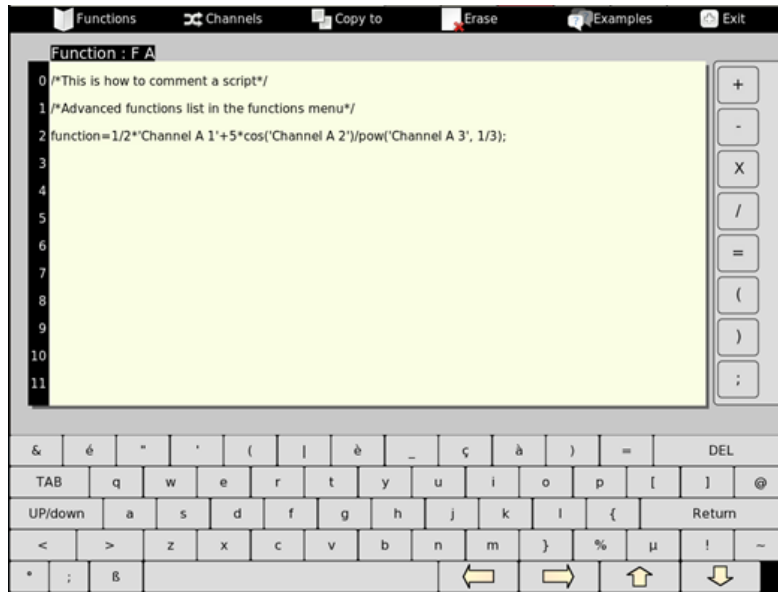 Functions Channels Copy to Erase Examples Exit
Function : F A
0 /*This is how to comment a script*/
1 /*Advanced functions list in the functions menu*/
2 function=1/2*'Channel A 1'+5*cos('Channel A 2')/pow('Channel A 3', 1/3);
3
4
5
6
7
8
9
10
11
+
-
X
/
=
(
)
;
& é " ' ( | è _ ç à ) = DEL
TAB q w e r t y u i o p [ ] @
UP/down a s d f g h j k l { Return
< > z x c v b n m } % µ ! ~
° ; ß